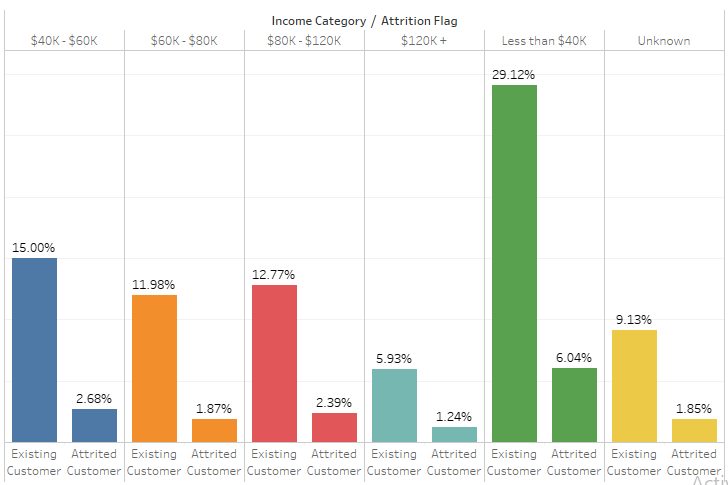 Income Category / Attrition Flag
$40K - $60K $60K - $80K $80K - $120K $120K + Less than $40K Unknown
29.12%
15.00%
12.77%
11.98%
9.13%
5.93% 6.04%
2.68% 1.87% 2.39% 1.24% 1.85%
Existing Attrited Existing Attrited Existing Attrited Existing Attrited Existing Attrited Existing Attrited
Customer Customer Customer Customer Customer Customer Customer Customer Customer Customer Customer Customer